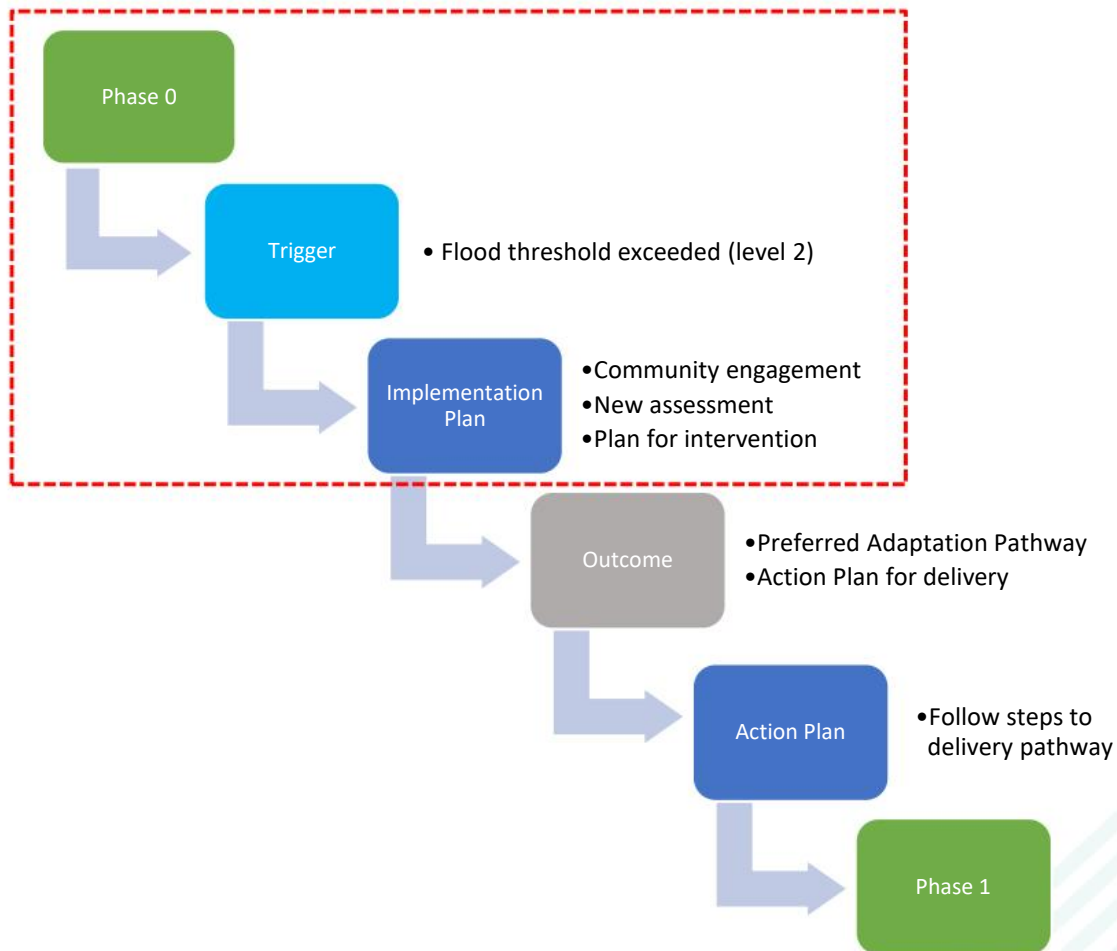 Phase 0
Trigger
• Flood threshold exceeded (level 2)
Implementation
Plan
•Community engagement
•New assessment
•Plan for intervention
Outcome
•Preferred Adaptation Pathway
•Action Plan for delivery
Action Plan
•Follow steps to
delivery pathway
Phase 1